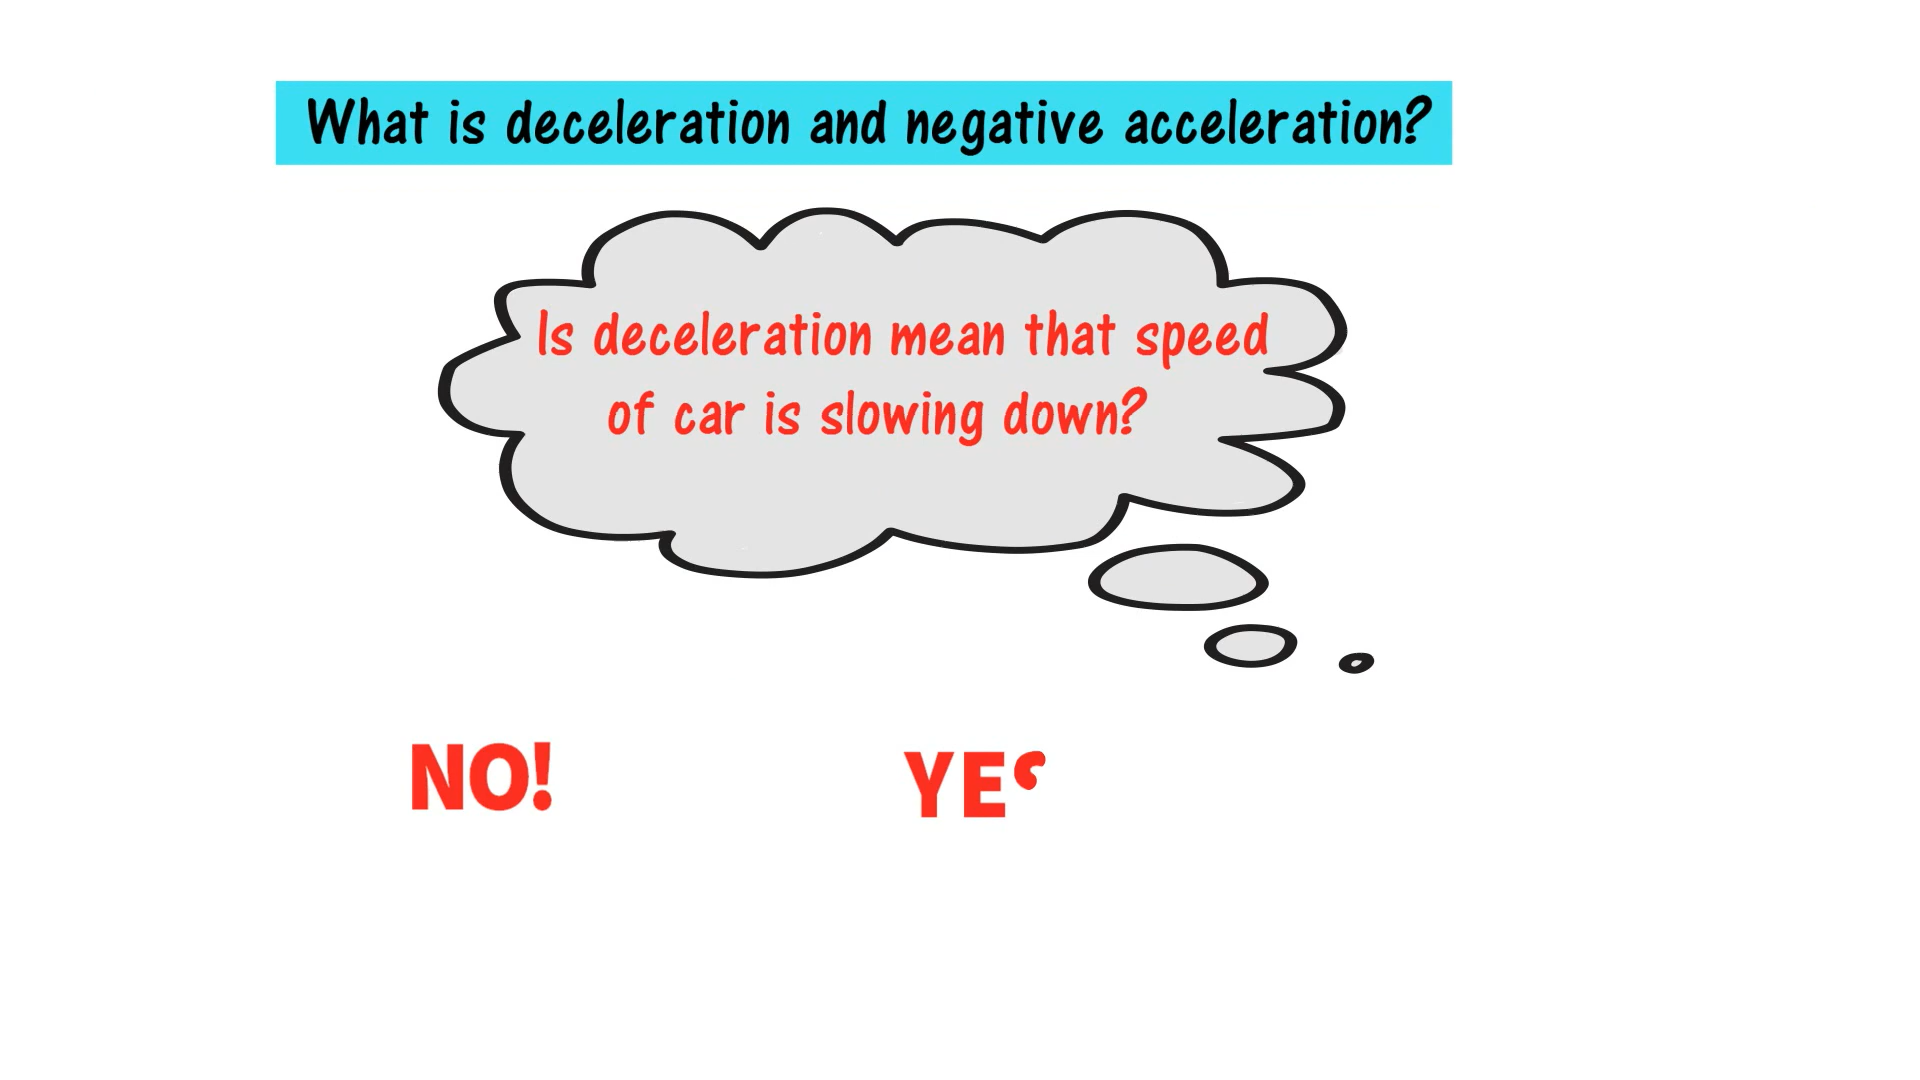 What is deceleration and negative acceleration?
Is deceleration mean that speed
of car is slowing down?
NO!